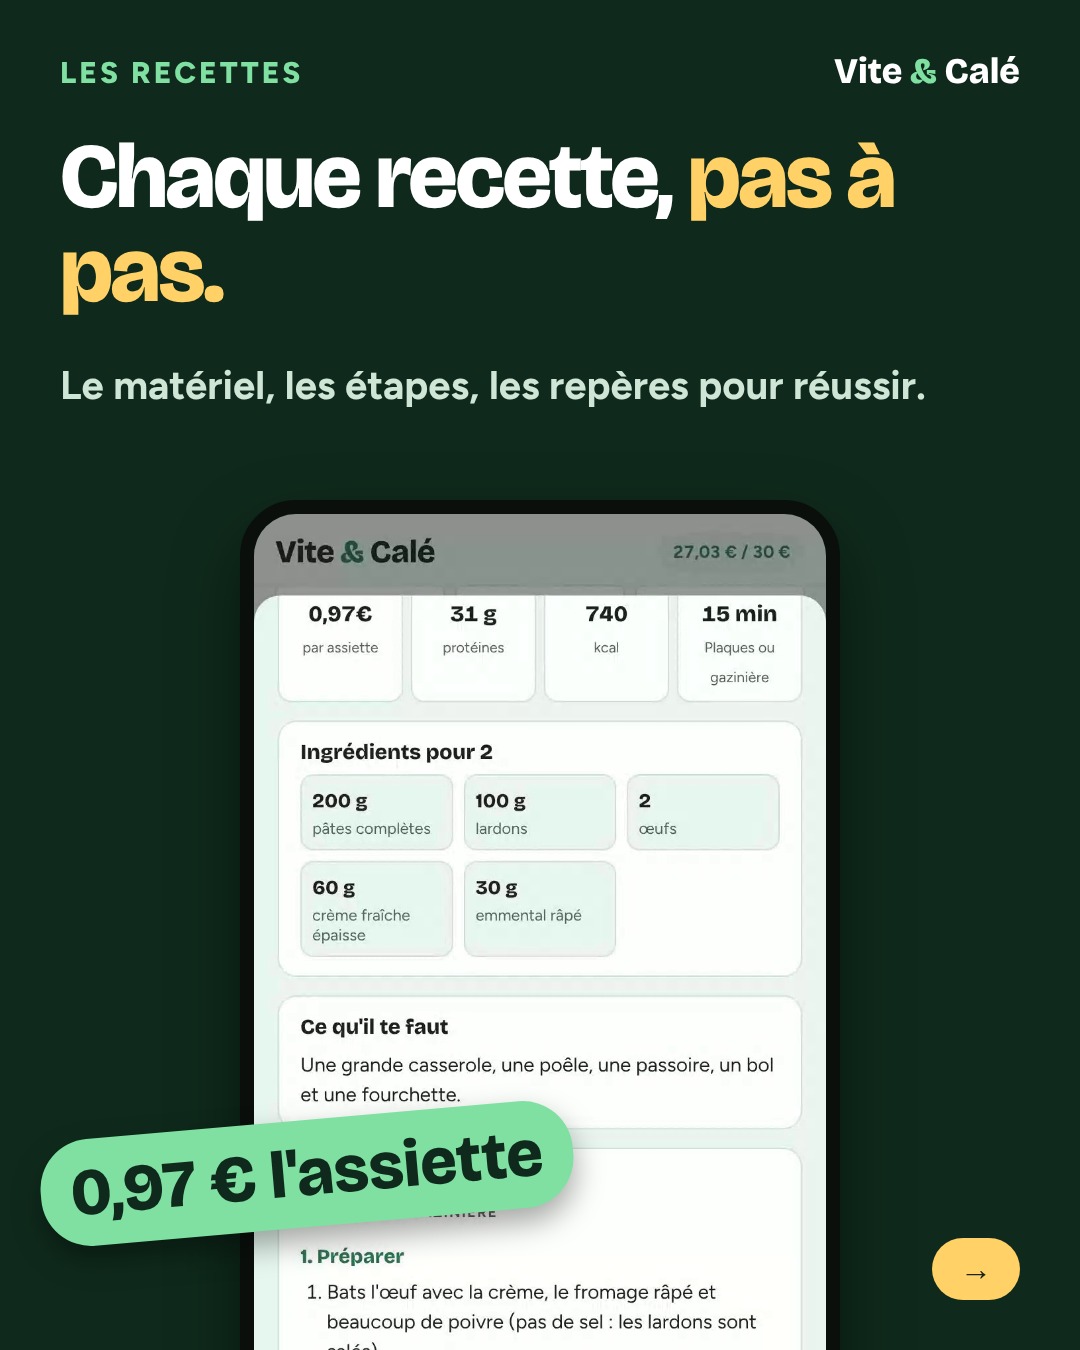 LES RECETTES
Vite & Calé
Chaque recette, pas à
pas.
Le matériel, les étapes, les repères pour réussir.
Vite & Calé
27,03 € / 30 €
0,97€
par assiette
31 g
protéines
740
kcal
15 min
Plaques ou
gazinière
Ingrédients pour 2
200 g
pâtes complètes
100 g
lardons
2
œufs
60 g
crème fraîche
épaisse
30 g
emmental râpé
Ce qu'il te faut
Une grande casserole, une poêle, une passoire, un bol
et une fourchette.
0,97 € l'assiette
1. Préparer
1. Bats l'œuf avec la crème, le fromage râpé et
beaucoup de poivre (pas de sel : les lardons sont
→